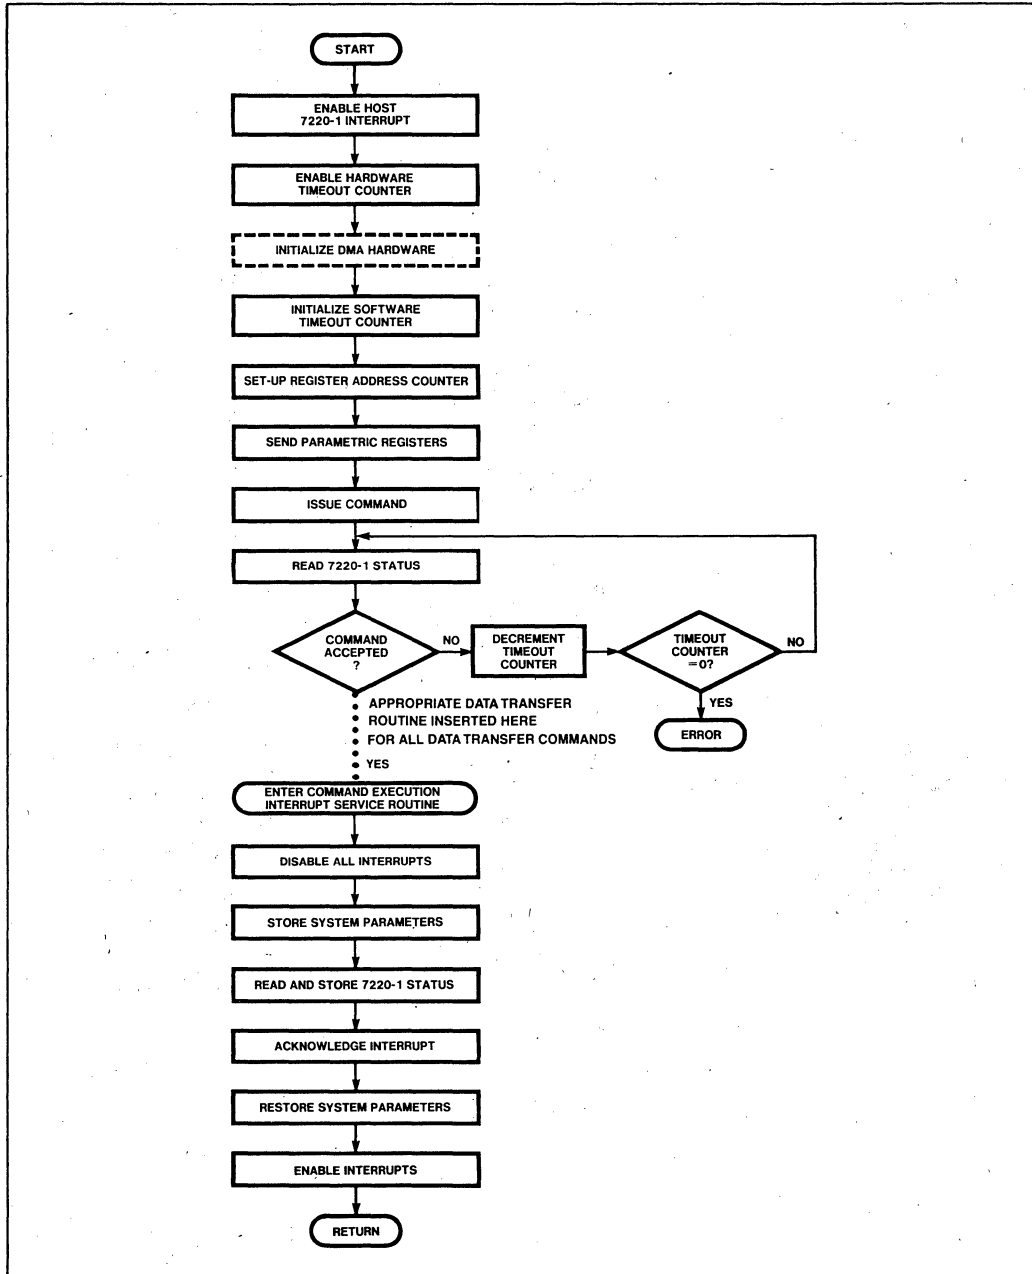 START
ENABLE HOST
7220-1 INTERRUPT
ENABLE HARDWARE
TIMEOUT COUNTER
INITIALIZE DMA HARDWARE
INITIALIZE SOFTWARE
TIMEOUT COUNTER
SET-UP REGISTER ADDRESS COUNTER
SEND PARAMETRIC REGISTERS
ISSUE COMMAND
READ 7220-1 STATUS
COMMAND
ACCEPTED
?
NO
DECREMENT
TIMEOUT
COUNTER
TIMEOUT
COUNTER
=0?
NO
YES
ERROR
APPROPRIATE DATA TRANSFER
ROUTINE INSERTED HERE
FOR ALL DATA TRANSFER COMMANDS
YES
ENTER COMMAND EXECUTION
INTERRUPT SERVICE ROUTINE
DISABLE ALL INTERRUPTS
STORE SYSTEM PARAMETERS
READ AND STORE 7220-1 STATUS
ACKNOWLEDGE INTERRUPT
RESTORE SYSTEM PARAMETERS
ENABLE INTERRUPTS
RETURN